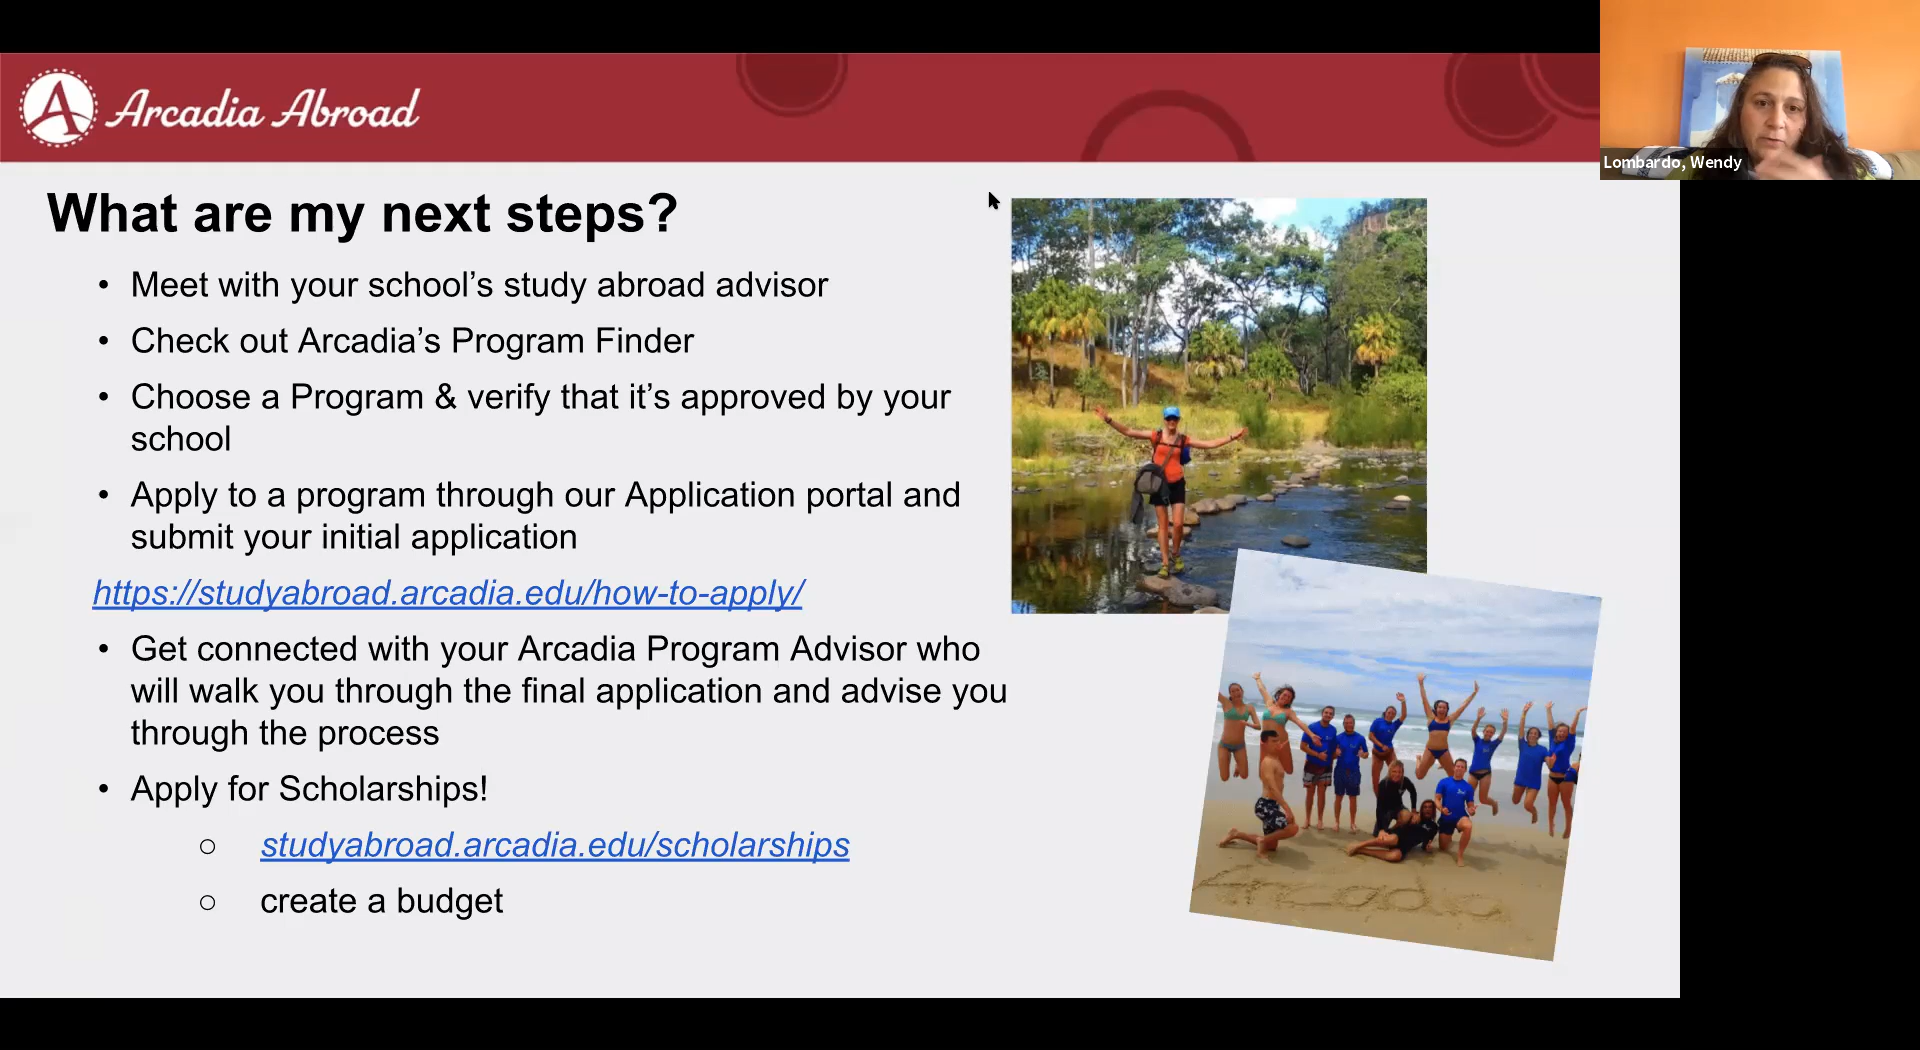 Arcadia Abroad
Lombardo, Wendy
What are my next steps?
• Meet with your school’s study abroad advisor
• Check out Arcadia’s Program Finder
• Choose a Program & verify that it’s approved by your
school
• Apply to a program through our Application portal and
submit your initial application
https://studyabroad.arcadia.edu/how-to-apply/
• Get connected with your Arcadia Program Advisor who
will walk you through the final application and advise you
through the process
• Apply for Scholarships!
○ studyabroad.arcadia.edu/scholarships
○ create a budget
Arcadia